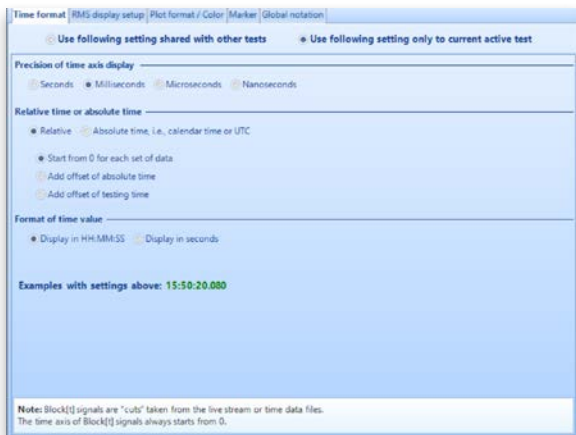 Time format RMS display setup Plot format / Color Marker Global notation
Use following setting shared with other tests Use following setting only to current active test
Precision of time axis display
Seconds Milliseconds Microseconds Nanoseconds
Relative time or absolute time
Relative Absolute time, i.e., calendar time or UTC
Start from 0 for each set of data
Add offset of absolute time
Add offset of testing time
Format of time value
Display in HH:MM:SS Display in seconds
Examples with settings above: 15:50:20.080
Note: Block[t] signals are "cuts" taken from the live stream or time data files.
The time axis of Block[t] signals always starts from 0.